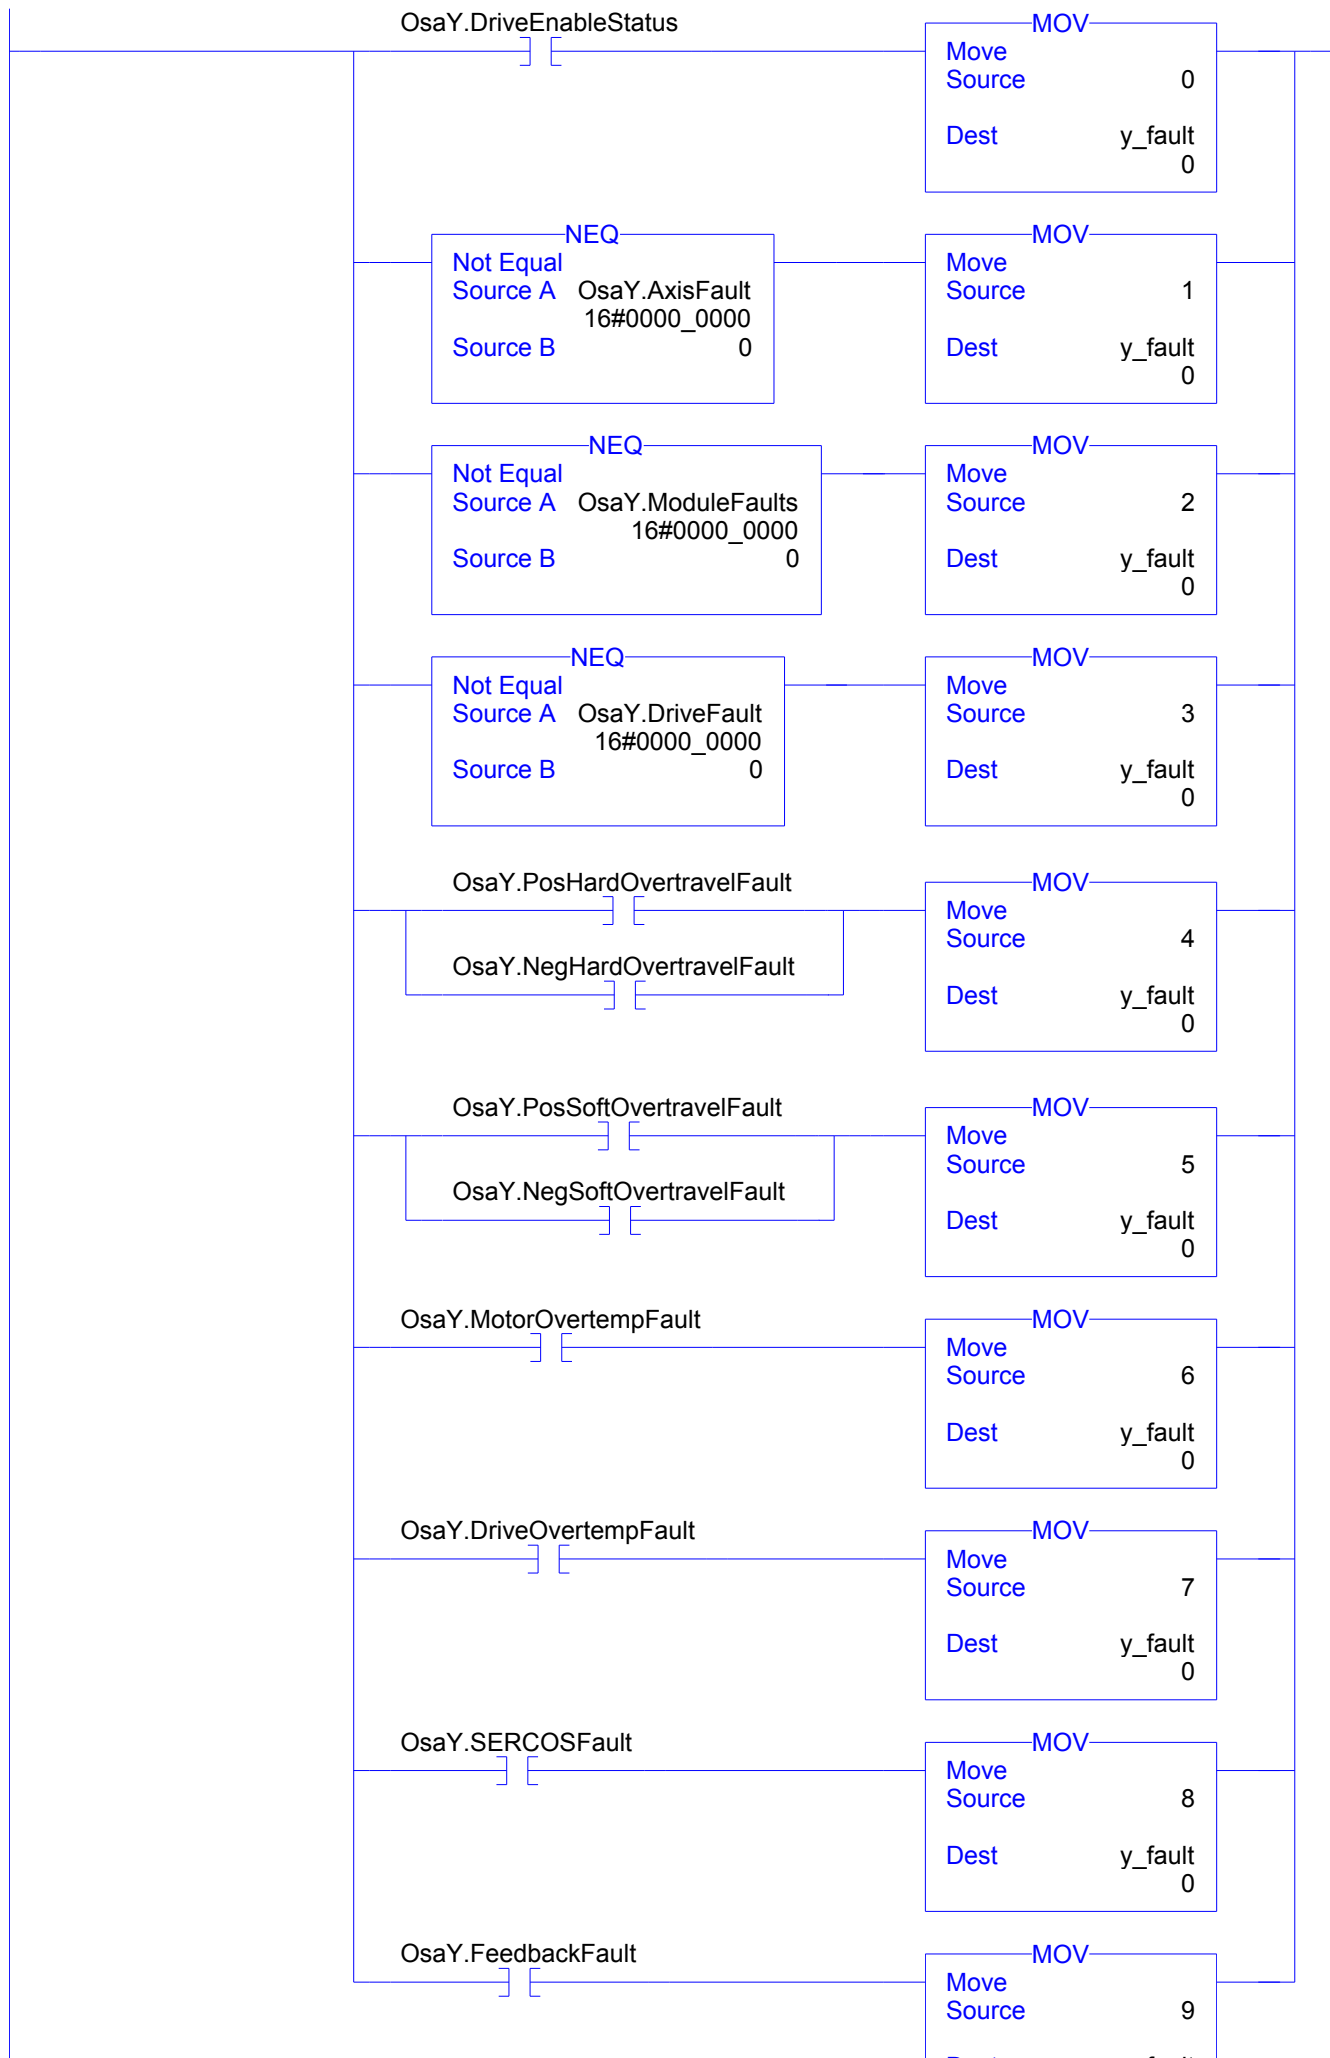 OsaY.DriveEnableStatus
MOV
Move
Source 0
Dest y_fault
0
NEQ
Not Equal
Source A OsaY.AxisFault
16#0000_0000
Source B 0
MOV
Move
Source 1
Dest y_fault
0
NEQ
Not Equal
Source A OsaY.ModuleFaults
16#0000_0000
Source B 0
MOV
Move
Source 2
Dest y_fault
0
NEQ
Not Equal
Source A OsaY.DriveFault
16#0000_0000
Source B 0
MOV
Move
Source 3
Dest y_fault
0
OsaY.PosHardOvertravelFault
OsaY.NegHardOvertravelFault
MOV
Move
Source 4
Dest y_fault
0
OsaY.PosSoftOvertravelFault
OsaY.NegSoftOvertravelFault
MOV
Move
Source 5
Dest y_fault
0
OsaY.MotorOvertempFault
MOV
Move
Source 6
Dest y_fault
0
OsaY.DriveOvertempFault
MOV
Move
Source 7
Dest y_fault
0
OsaY.SERCOSFault
MOV
Move
Source 8
Dest y_fault
0
OsaY.FeedbackFault
MOV
Move
Source 9